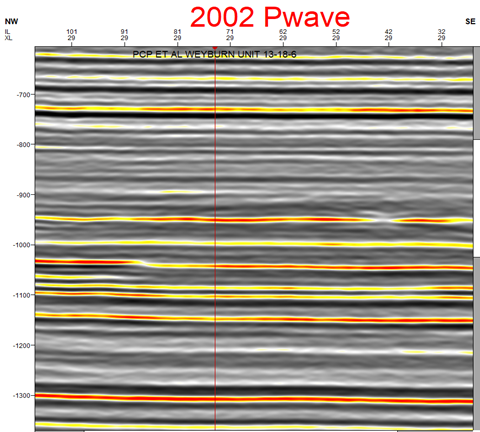 2002 Pwave
NW SE
IL 101 91 81 71 62 52 42 32
XL 29 29 29 29 29 29 29 29
PCP ET AL WEYBURN UNIT 13-18-6
-700
-800
-900
-1000
-1100
-1200
-1300